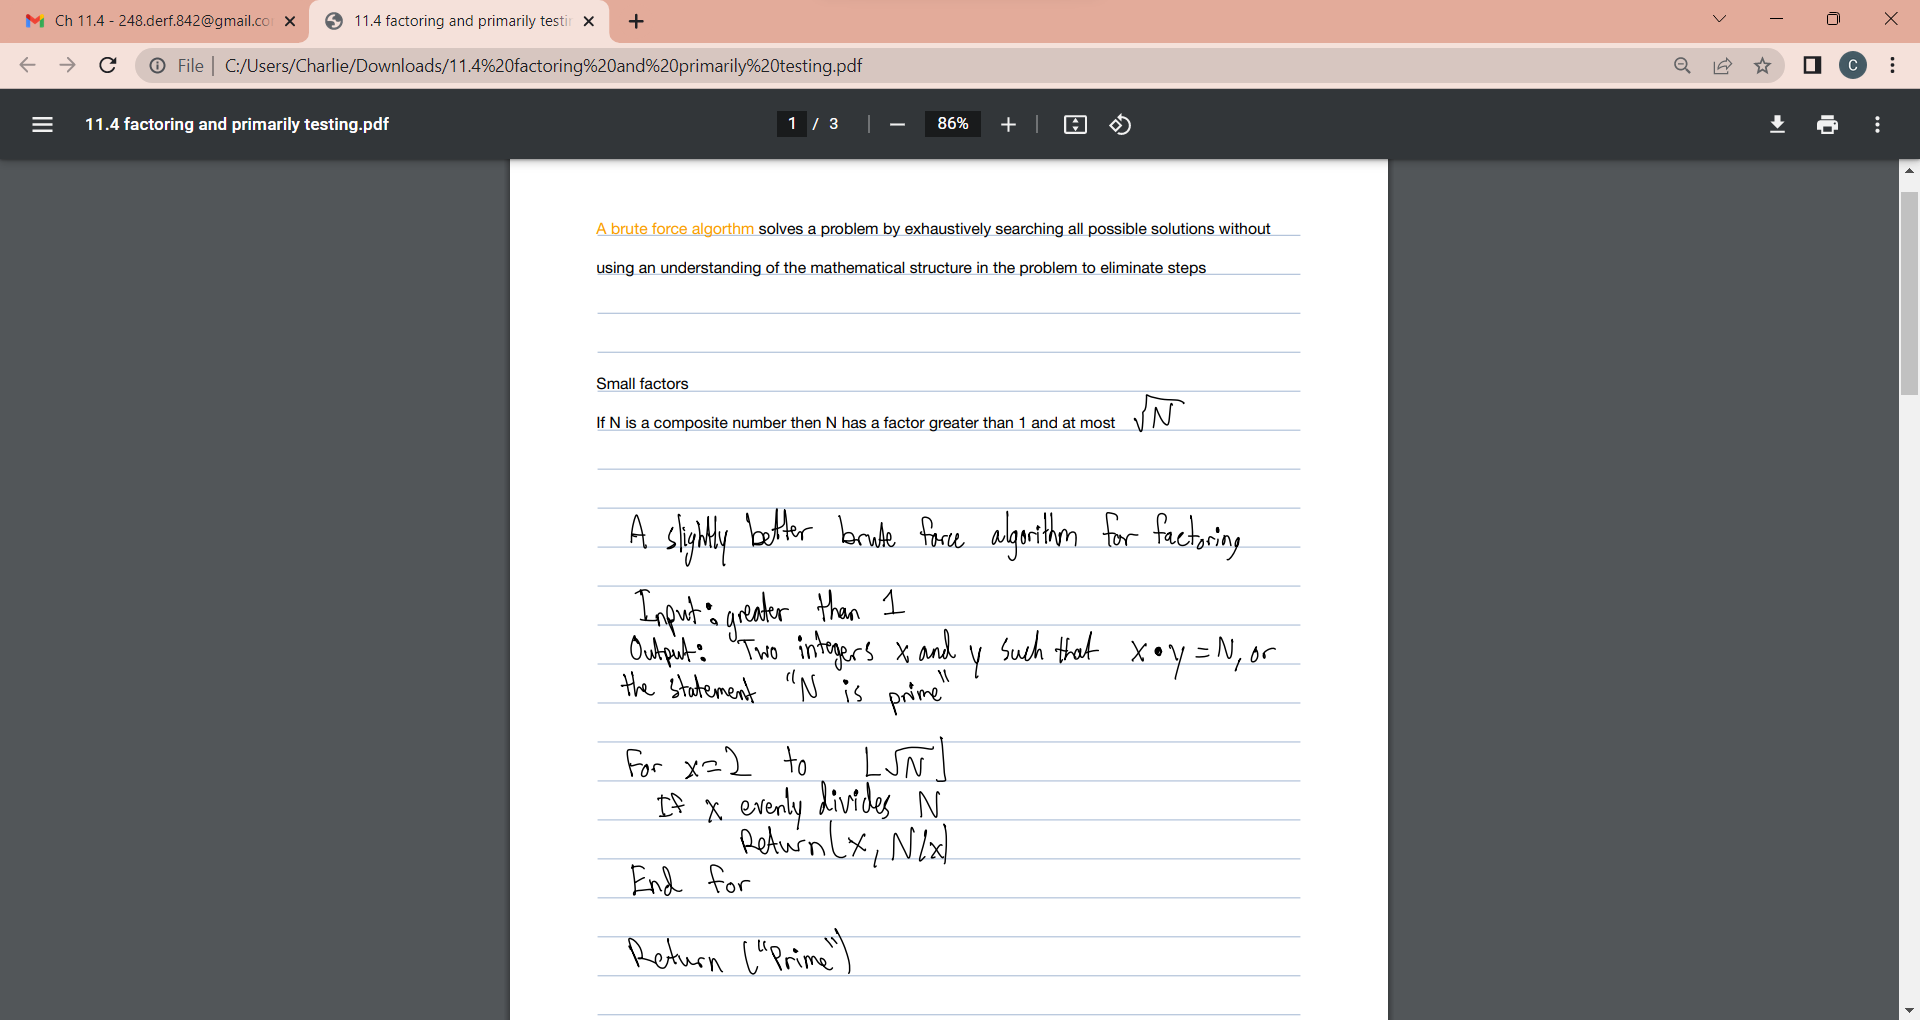 Ch 11.4 - 248.derf.842@gmail.co
11.4 factoring and primarily testin
File | C:/Users/Charlie/Downloads/11.4%20factoring%20and%20primarily%20testing.pdf
C
11.4 factoring and primarily testing.pdf
1 / 3
86%
A brute force algorthm solves a problem by exhaustively searching all possible solutions without
using an understanding of the mathematical structure in the problem to eliminate steps
Small factors
If N is a composite number then N has a factor greater than 1 and at most √N
A slightly better brute force algorithm for factoring
Input: greater than 1
Output: Two integers x and y such that x•y = N, or
the statement "N is prime"
For x=2 to ⌊√N⌋
If x evenly divides N
Return(x, N/x)
End for
Return ("Prime")